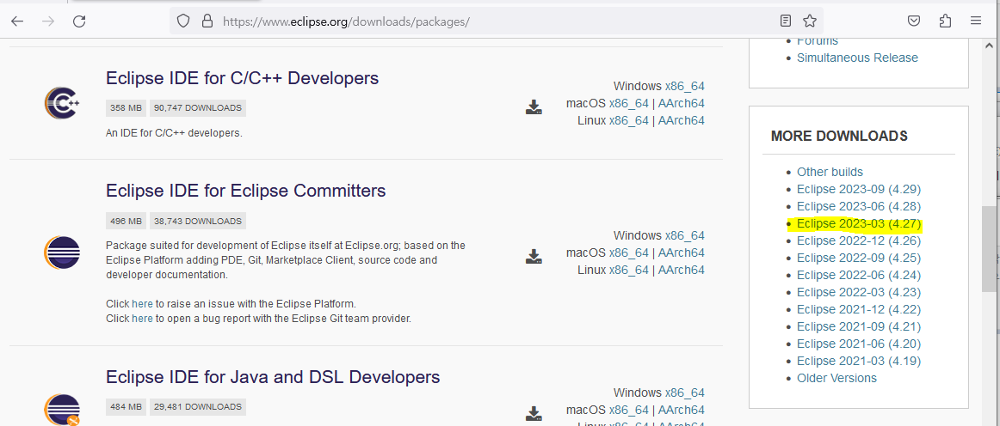 https://www.eclipse.org/downloads/packages/
Eclipse IDE for C/C++ Developers
358 MB 90,747 DOWNLOADS
An IDE for C/C++ developers.
Windows x86_64
macOS x86_64 | AArch64
Linux x86_64 | AArch64
Eclipse IDE for Eclipse Committers
496 MB 38,743 DOWNLOADS
Package suited for development of Eclipse itself at Eclipse.org; based on the
Eclipse Platform adding PDE, Git, Marketplace Client, source code and
developer documentation.
Click here to raise an issue with the Eclipse Platform.
Click here to open a bug report with the Eclipse Git team provider.
Windows x86_64
macOS x86_64 | AArch64
Linux x86_64 | AArch64
Eclipse IDE for Java and DSL Developers
484 MB 29,481 DOWNLOADS
Windows x86_64
macOS x86_64 | AArch64
Linux x86_64 | AArch64
Forums
Simultaneous Release
MORE DOWNLOADS
Other builds
Eclipse 2023-09 (4.29)
Eclipse 2023-06 (4.28)
Eclipse 2023-03 (4.27)
Eclipse 2022-12 (4.26)
Eclipse 2022-09 (4.25)
Eclipse 2022-06 (4.24)
Eclipse 2022-03 (4.23)
Eclipse 2021-12 (4.22)
Eclipse 2021-09 (4.21)
Eclipse 2021-06 (4.20)
Eclipse 2021-03 (4.19)
Older Versions